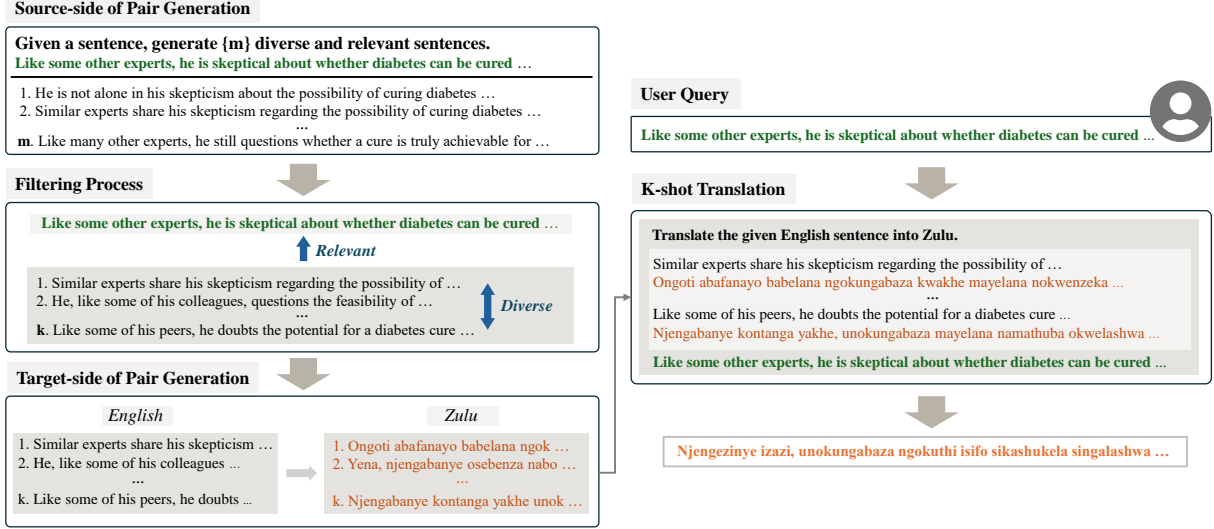 Source-side of Pair Generation
Given a sentence, generate {m} diverse and relevant sentences.
Like some other experts, he is skeptical about whether diabetes can be cured …
1. He is not alone in his skepticism about the possibility of curing diabetes …
2. Similar experts share his skepticism regarding the possibility of curing diabetes …
...
m. Like many other experts, he still questions whether a cure is truly achievable for …
Filtering Process
Like some other experts, he is skeptical about whether diabetes can be cured …
Relevant
1. Similar experts share his skepticism regarding the possibility of …
2. He, like some of his colleagues, questions the feasibility of …
...
k. Like some of his peers, he doubts the potential for a diabetes cure …
Diverse
Target-side of Pair Generation
English
1. Similar experts share his skepticism …
2. He, like some of his colleagues ...
...
k. Like some of his peers, he doubts ...
Zulu
1. Ongoti abafanayo babelana ngok …
2. Yena, njengabanye osebenza nabo …
...
k. Njengabanye kontanga yakhe unok …
User Query
Like some other experts, he is skeptical about whether diabetes can be cured ...
K-shot Translation
Translate the given English sentence into Zulu.
Similar experts share his skepticism regarding the possibility of …
Ongoti abafanayo babelana ngokungabaza kwakhe mayelana nokwenzeka ...
...
Like some of his peers, he doubts the potential for a diabetes cure ...
Njengabanye kontanga yakhe, unokungabaza mayelana namathuba okwelashwa ...
Like some other experts, he is skeptical about whether diabetes can be cured ...
Njengezinye izazi, unokungabaza ngokuthi isifo sikashukela singalashwa …